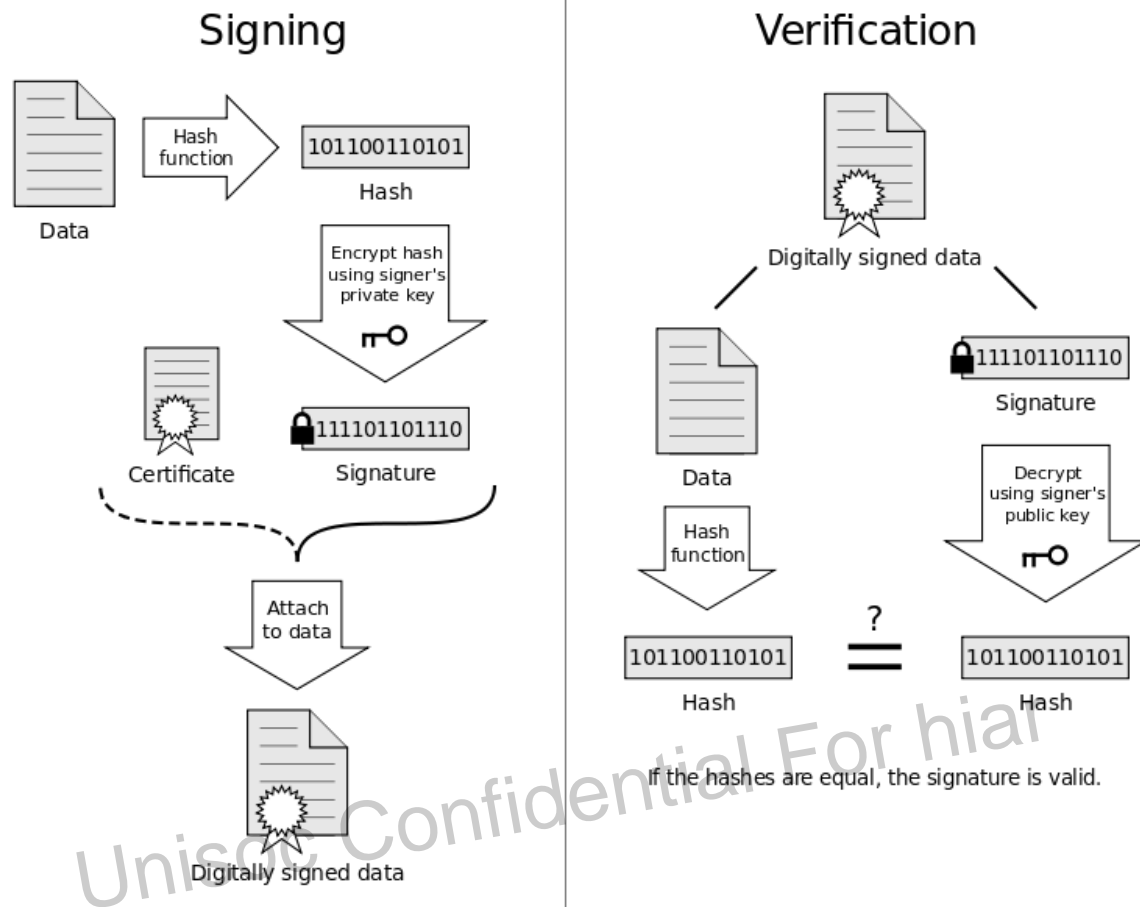 Signing
Hash
function
101100110101
Hash
Data
Encrypt hash
using signer's
private key
111101101110
Certificate
Signature
Attach
to data
Digitally signed data
Verification
Digitally signed data
Data
111101101110
Signature
Hash
function
Decrypt
using signer's
public key
101100110101
Hash
?
=
101100110101
Hash
If the hashes are equal, the signature is valid.
Unisoc Confidential For hiar